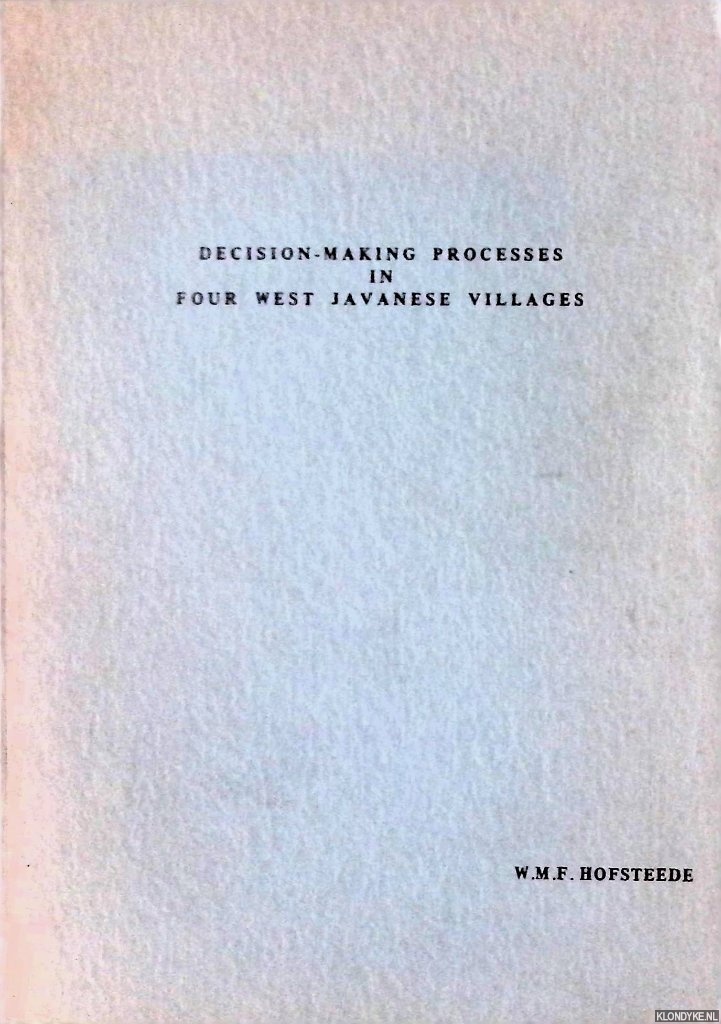 DECISION-MAKING PROCESSES
IN
FOUR WEST JAVANESE VILLAGES
W.M.F. HOFSTEEDE
KLONDYKE.NL